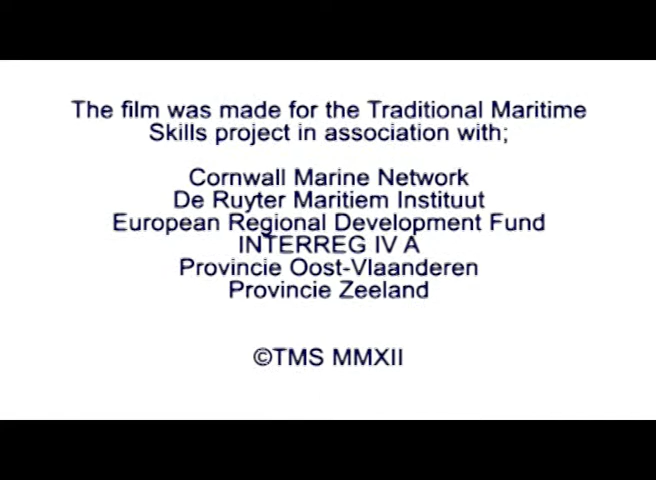 The film was made for the Traditional Maritime
Skills project in association with;
Cornwall Marine Network
De Ruyter Maritiem Instituut
European Regional Development Fund
INTERREG IV A
Provincie Oost-Vlaanderen
Provincie Zeeland
©TMS MMXII